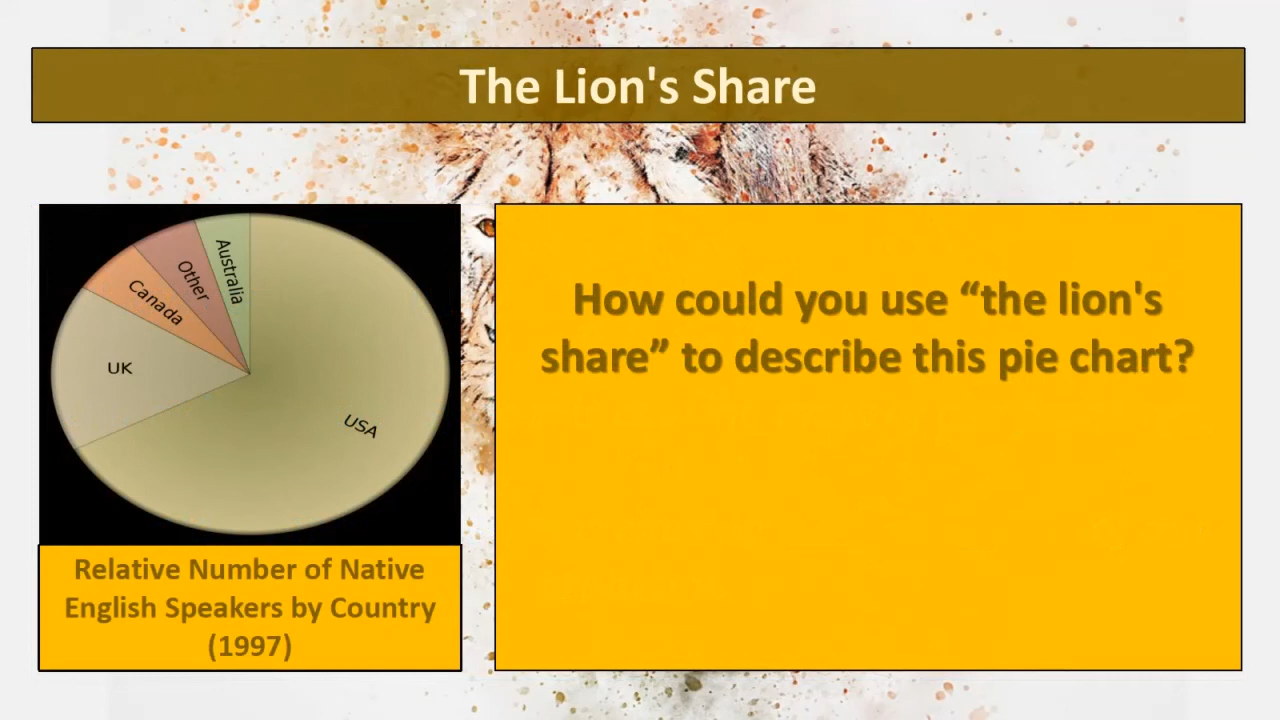 The Lion's Share
Australia
Other
Canada
UK
USA
How could you use “the lion's
share” to describe this pie chart?
Relative Number of Native
English Speakers by Country
(1997)